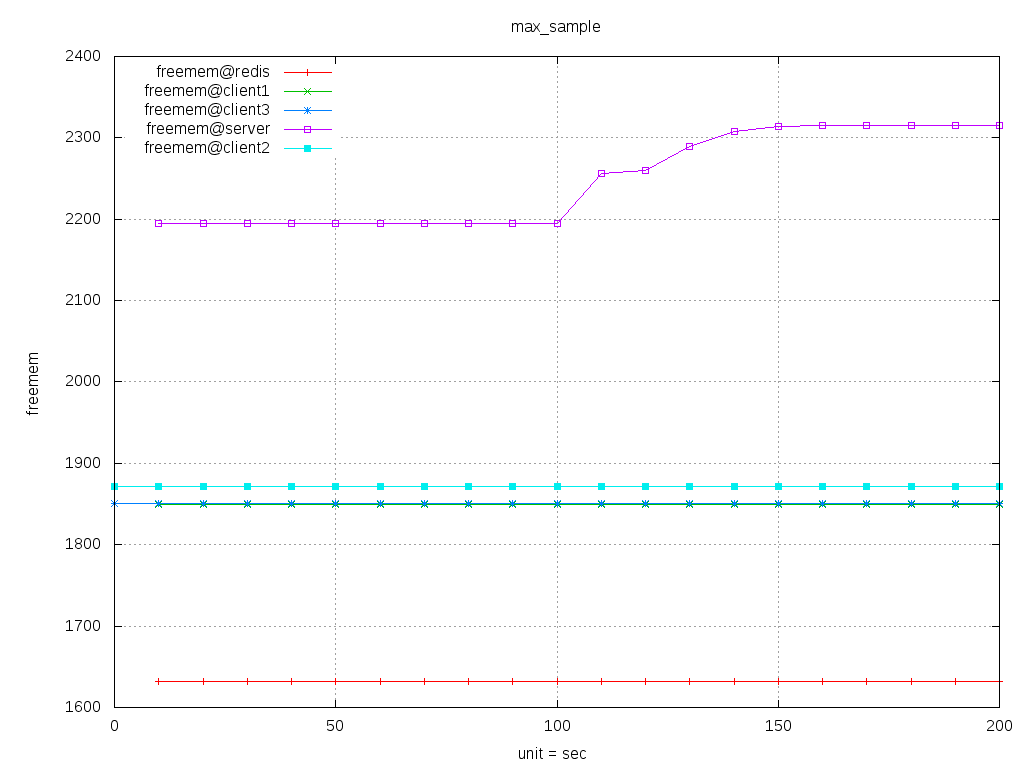 max_sample
2400
2300
2200
2100
2000
1900
1800
1700
1600
freemem
freemem@redis
freemem@client1
freemem@client3
freemem@server
freemem@client2
0 50 100 150 200
unit = sec